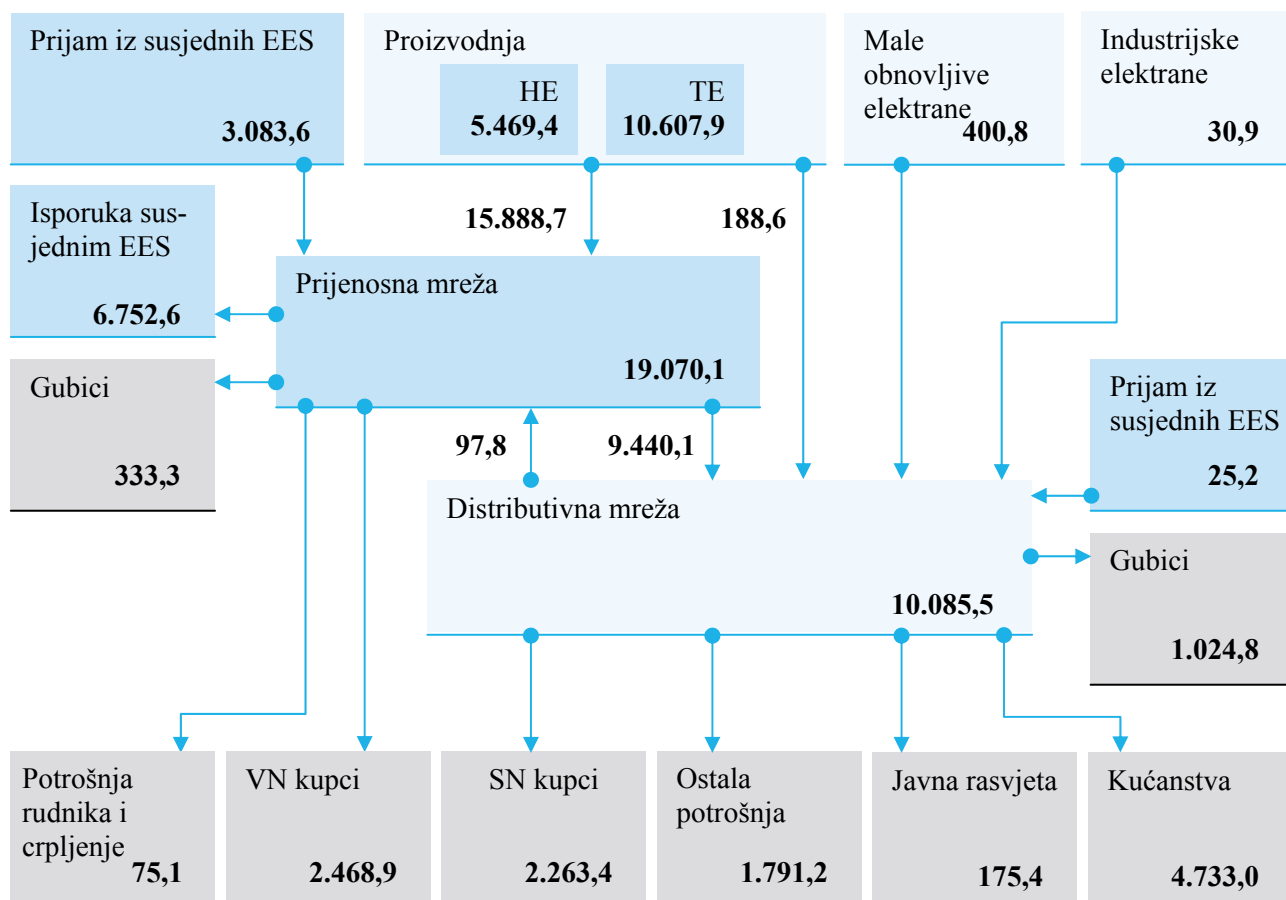 Prijam iz susjednih EES
3.083,6
Proizvodnja
HE
5.469,4
TE
10.607,9
Male
obnovljive
elektrane
400,8
Industrijske
elektrane
30,9
Isporuka sus-
jednim EES
6.752,6
15.888,7
188,6
Prijenosna mreža
19.070,1
Gubici
333,3
97,8
9.440,1
Prijam iz
susjednih EES
25,2
Distributivna mreža
10.085,5
Gubici
1.024,8
Potrošnja
rudnika i
crpljenje
75,1
VN kupci
2.468,9
SN kupci
2.263,4
Ostala
potrošnja
1.791,2
Javna rasvjeta
175,4
Kućanstva
4.733,0